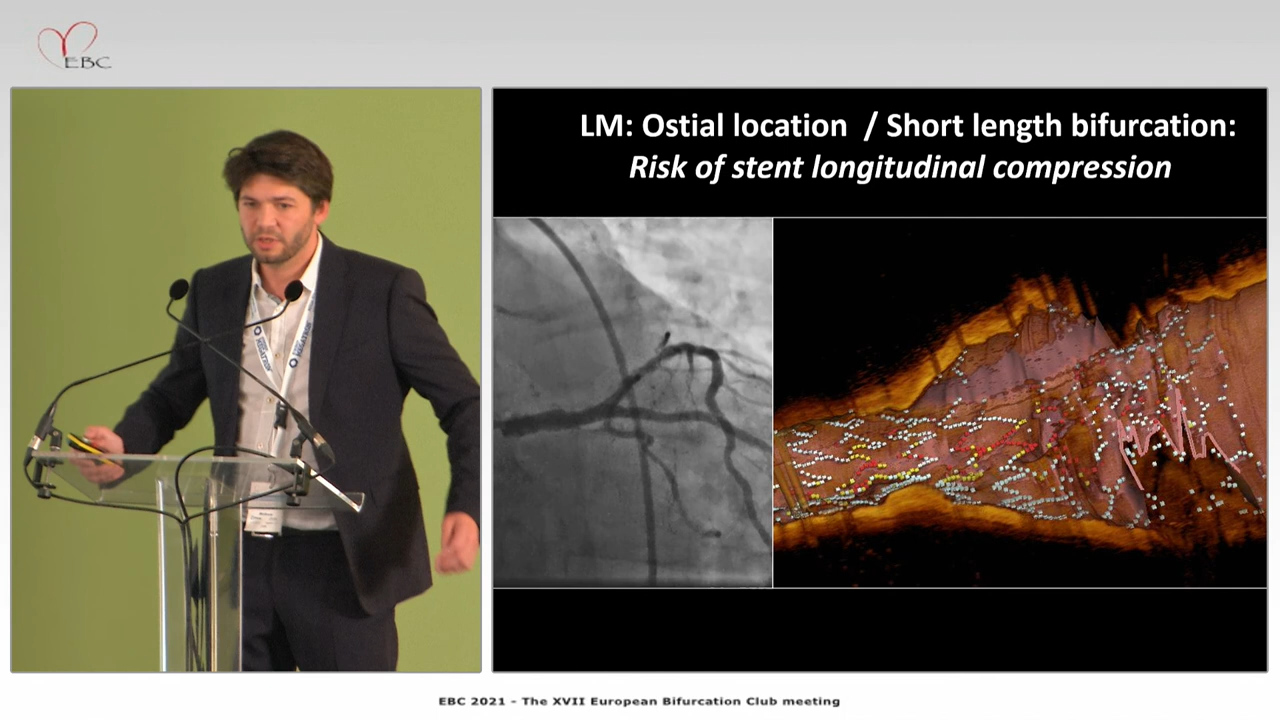 EBC
LM: Ostial location / Short length bifurcation:
Risk of stent longitudinal compression
MEGATRON
EBC 2021 - The XVII European Bifurcation Club meeting